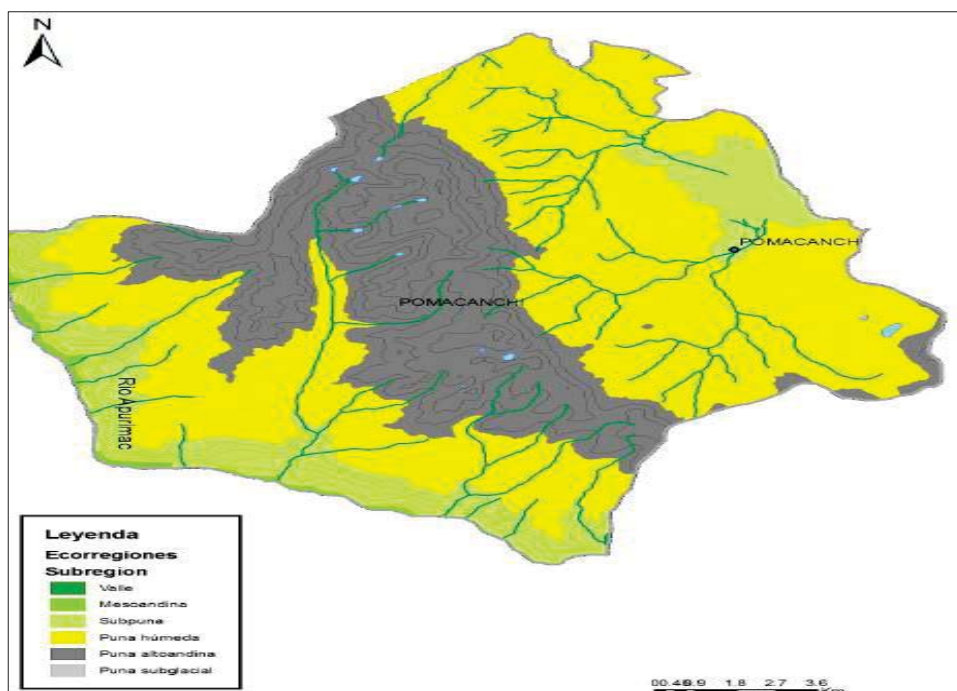 N
POMACANCH
POMACANCHI
Río Apurimac
Leyenda
Ecorregiones
Subregion
Valle
Mesoandina
Subpuna
Puna húmeda
Puna altoandina
Puna subglacial
1.8 2.7 3.6
Km